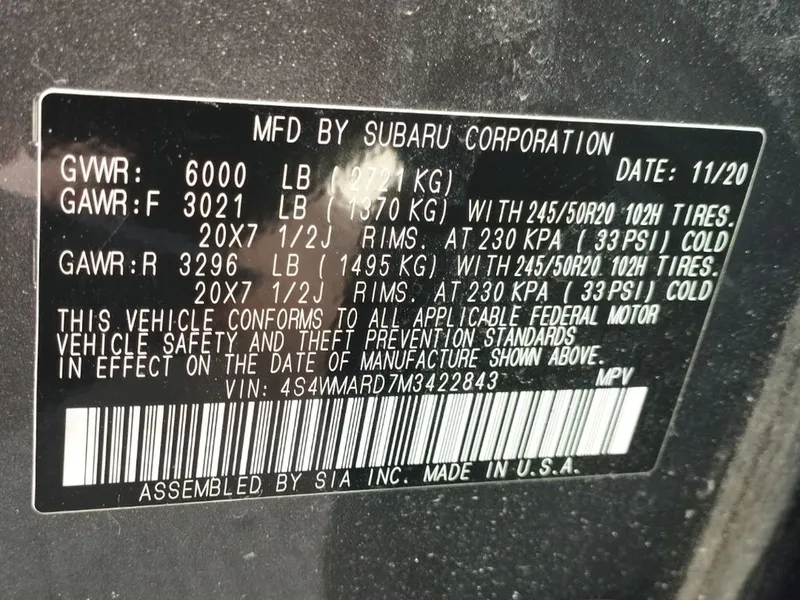 MFD BY SUBARU CORPORATION
GVWR: 6000 LB ( 2721 KG) DATE: 11/20
GAWR:F 3021 LB ( 1370 KG) WITH 245/50R20 102H TIRES.
20X7 1/2J RIMS. AT 230 KPA ( 33 PSI) COLD
GAWR:R 3296 LB ( 1495 KG) WITH 245/50R20 102H TIRES.
20X7 1/2J RIMS. AT 230 KPA ( 33 PSI) COLD
THIS VEHICLE CONFORMS TO ALL APPLICABLE FEDERAL MOTOR
VEHICLE SAFETY AND THEFT PREVENTION STANDARDS
IN EFFECT ON THE DATE OF MANUFACTURE SHOWN ABOVE.
VIN: 4S4WMARD7M3422843 MPV
ASSEMBLED BY SIA INC. MADE IN U.S.A.